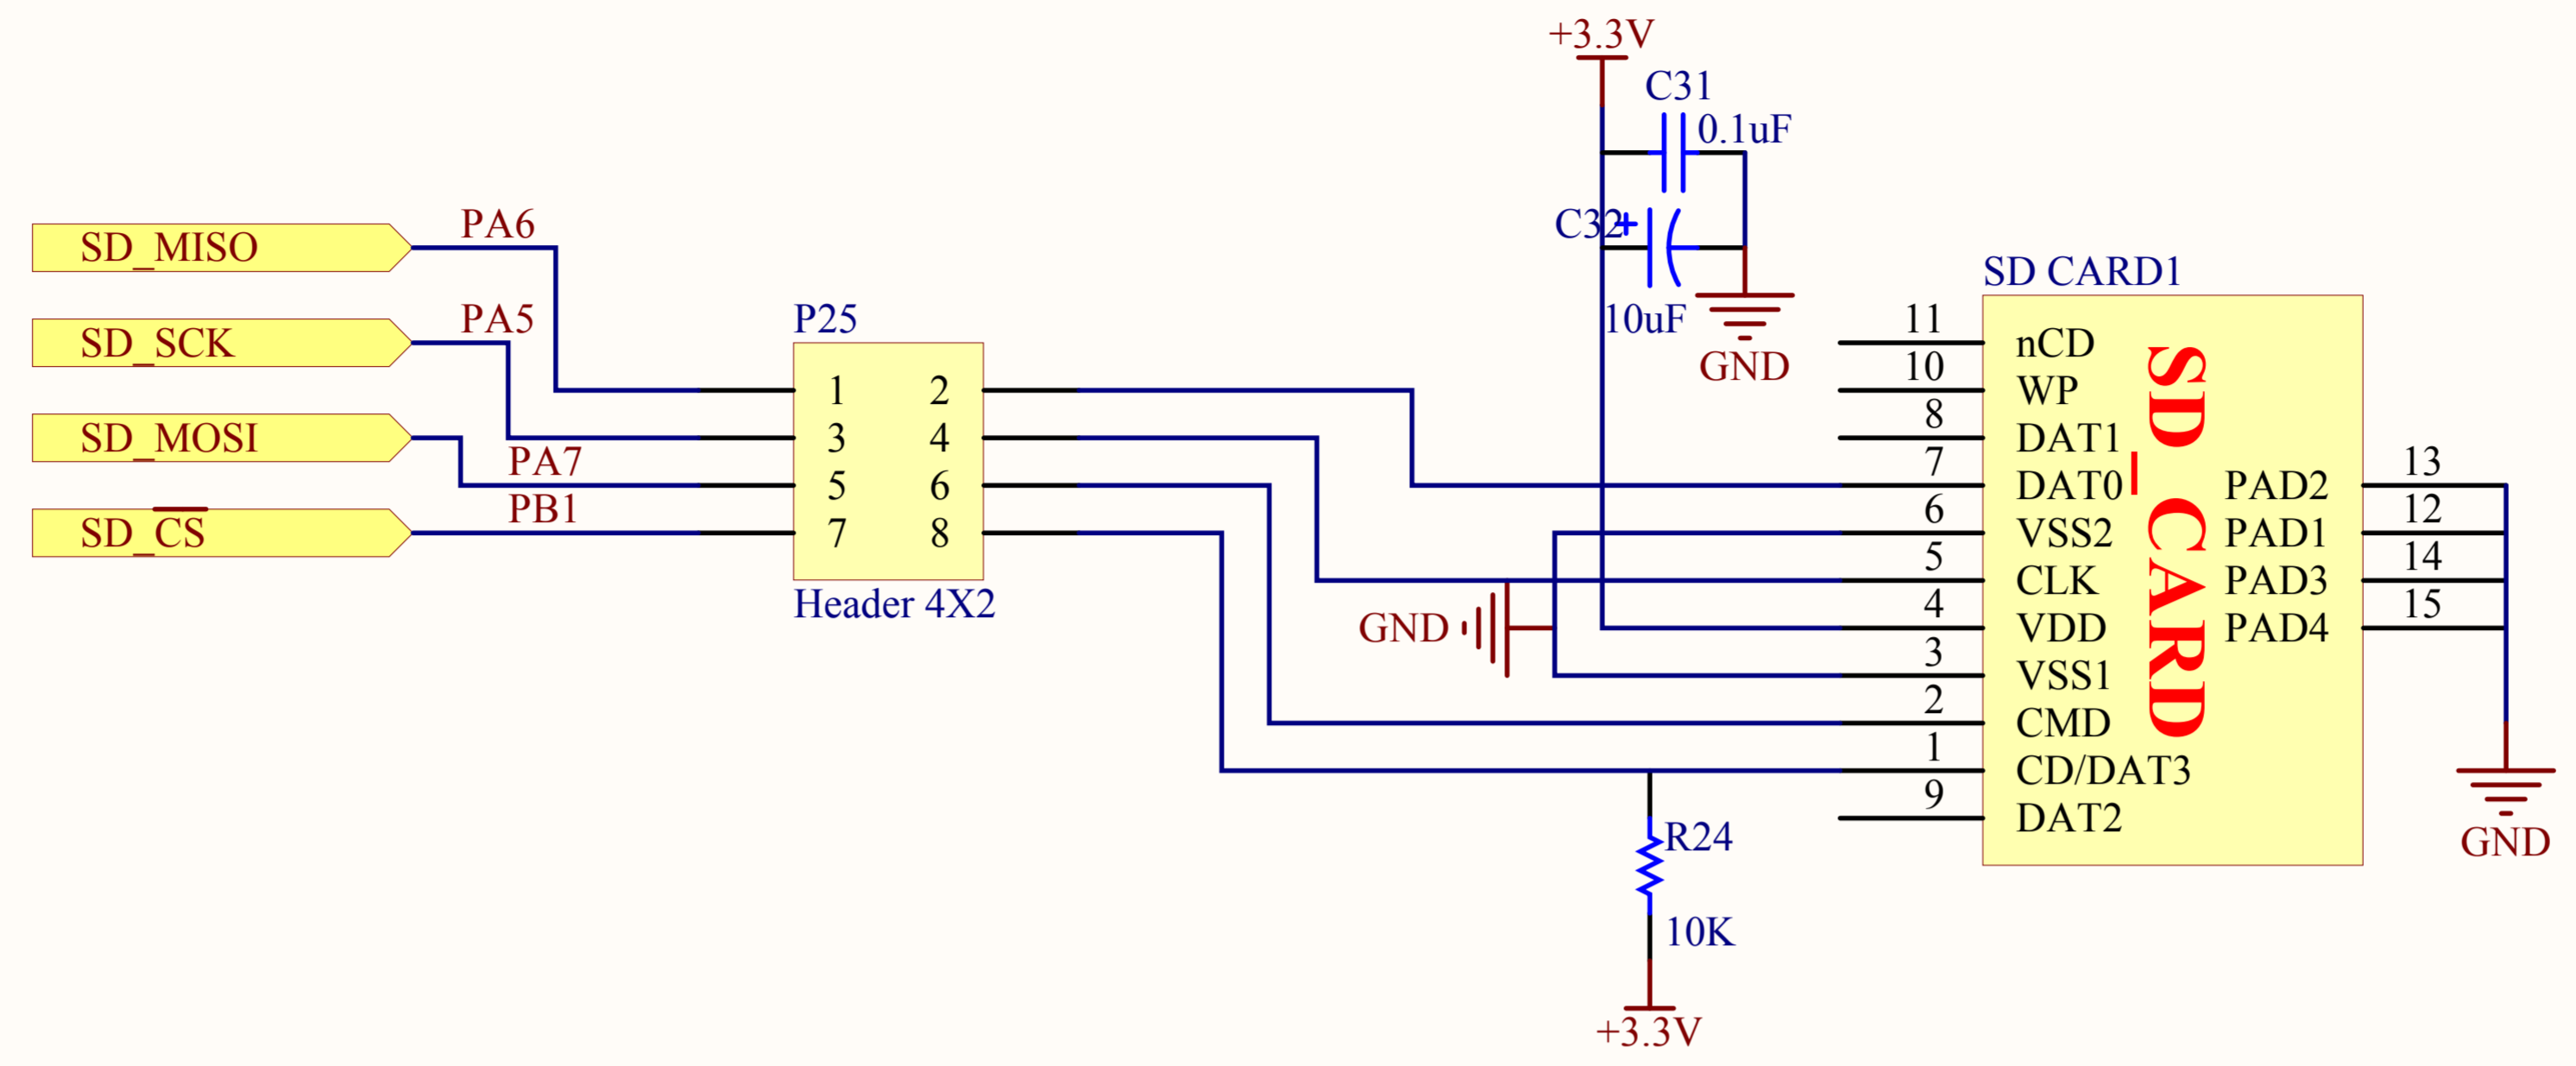 +3.3V
C31
0.1uF
C32
+
10uF
GND
SD_MISO
PA6
SD_SCK
PA5
SD_MOSI
PA7
SD_CS
PB1
P25
1 2
3 4
5 6
7 8
Header 4X2
GND
SD CARD1
11 nCD
10 WP
8 DAT1
7 DAT0
6 VSS2
5 CLK
4 VDD
3 VSS1
2 CMD
1 CD/DAT3
9 DAT2
SD_CARD
PAD2 13
PAD1 12
PAD3 14
PAD4 15
GND
R24
10K
+3.3V